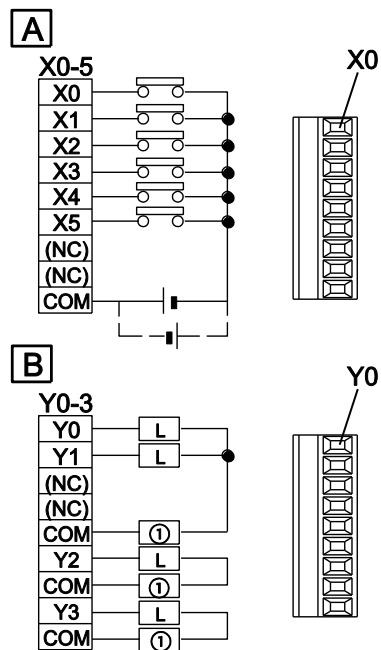 A
X0-5
X0
X0
X1
X2
X3
X4
X5
(NC)
(NC)
COM
B
Y0-3
Y0
Y0 L
Y1 L
(NC)
(NC)
COM ①
Y2 L
COM ①
Y3 L
COM ①